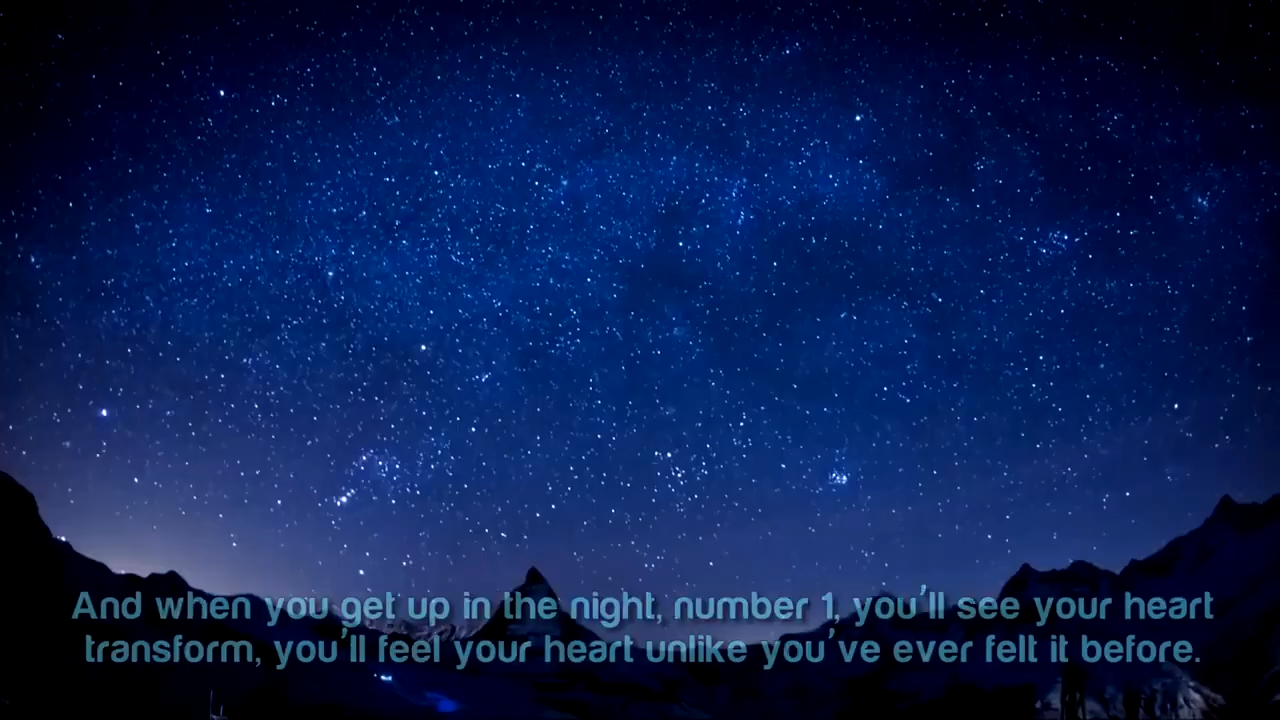 And when you get up in the night, number 1, you'll see your heart
transform, you'll feel your heart unlike you've ever felt it before.